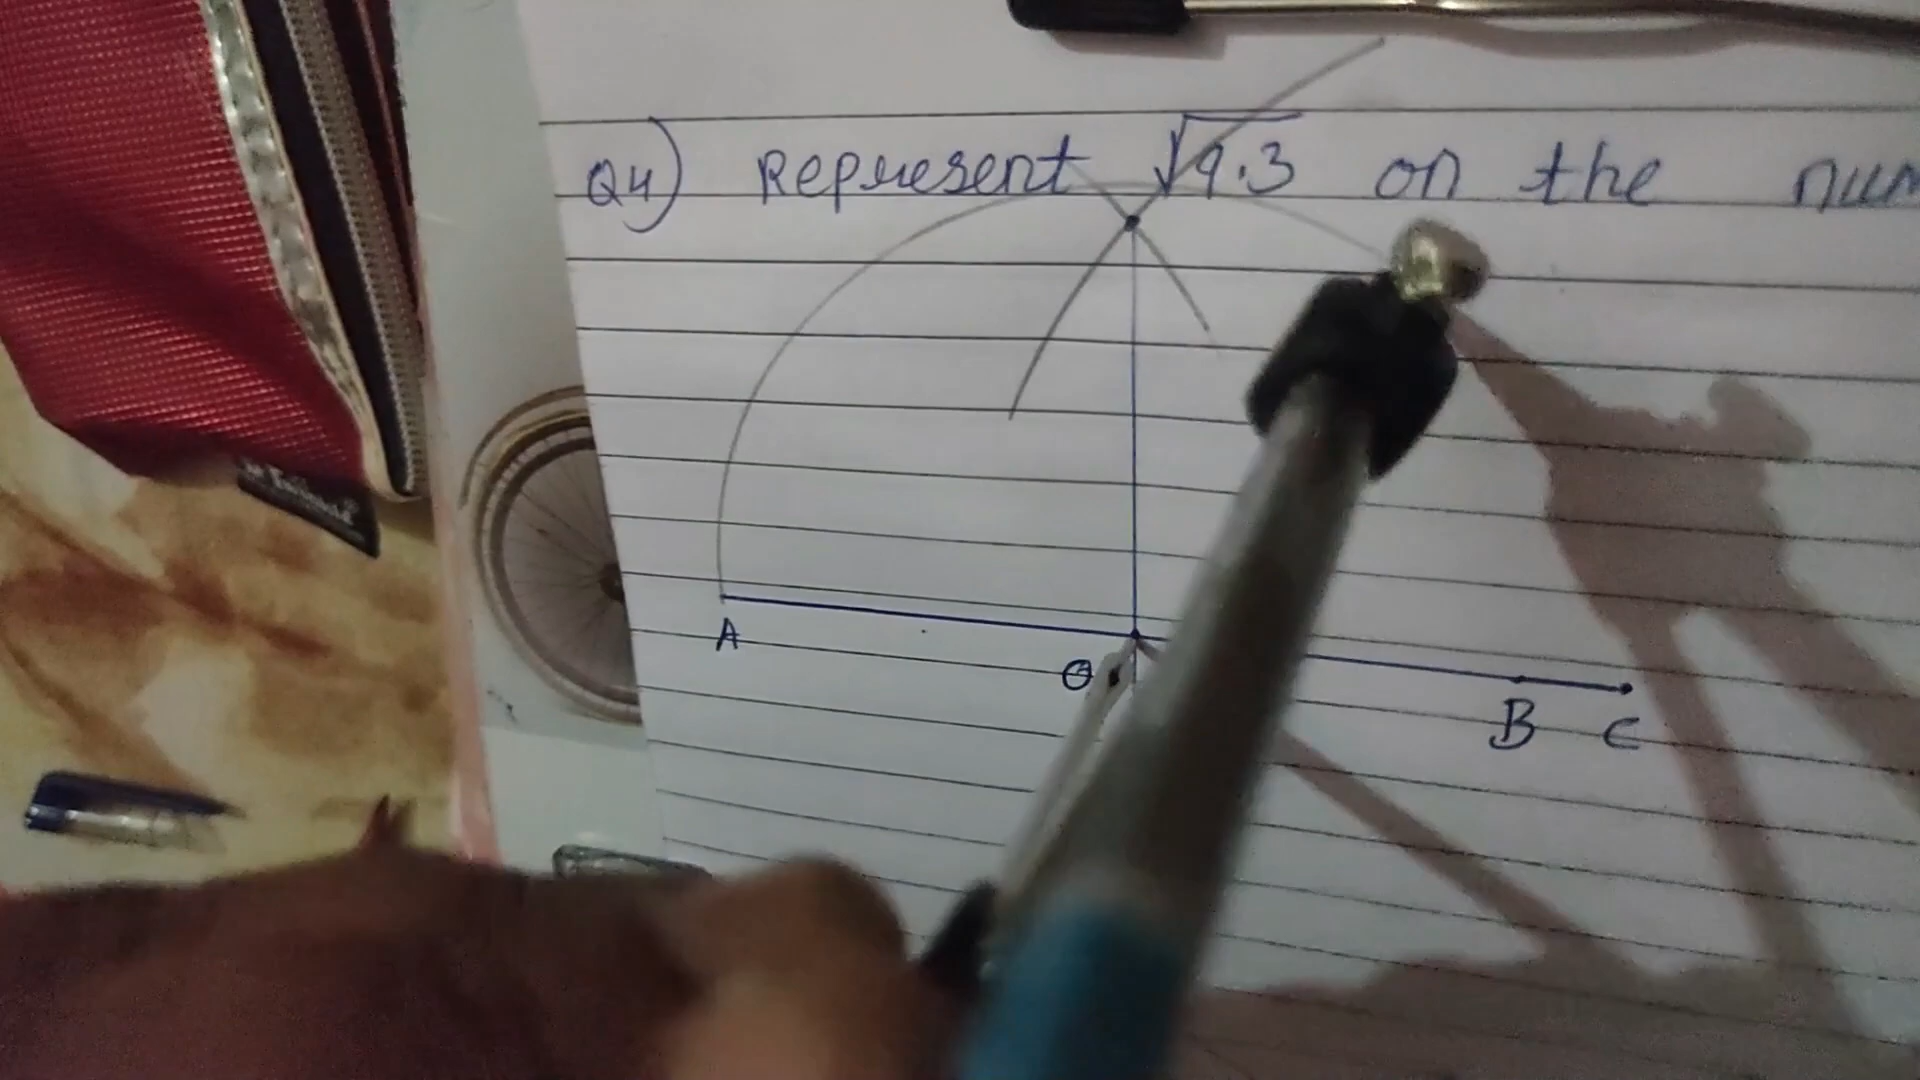 Q4) Represent √9.3 on the
A
O
B C